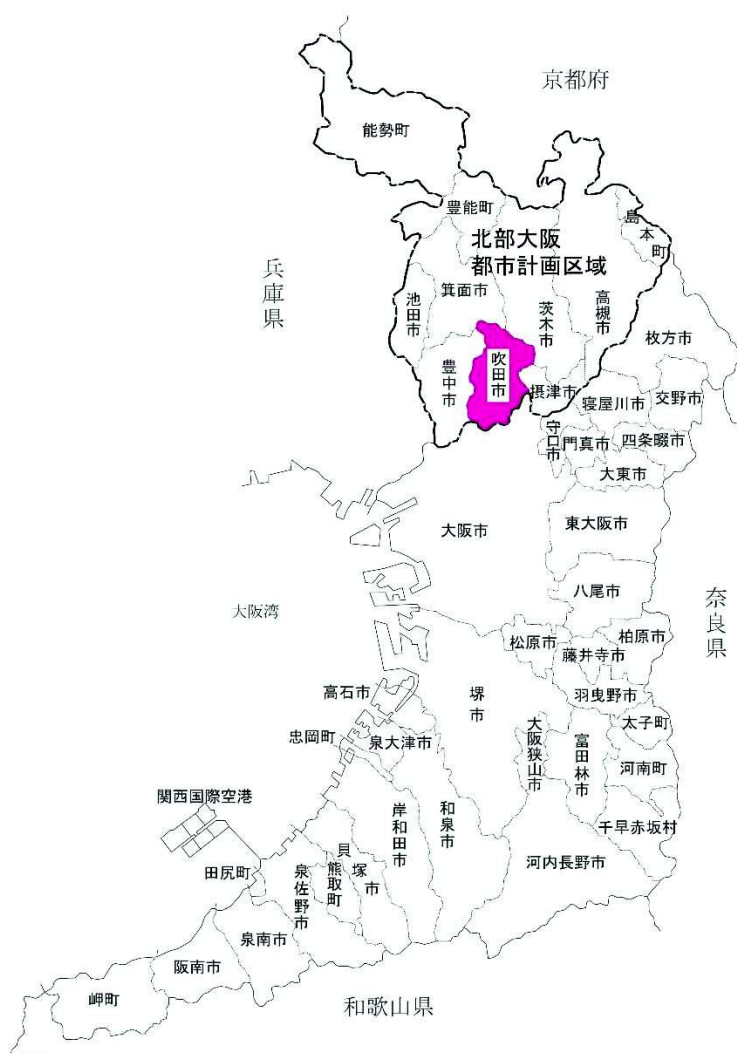 京都府
能勢町
豊能町
島本町
北部大阪
都市計画区域
兵庫県
池田市
箕面市
茨木市
高槻市
枚方市
豊中市
吹田市
摂津市
寝屋川市
交野市
守口市
門真市
四条畷市
大東市
大阪市
東大阪市
八尾市
奈良県
大阪湾
松原市
柏原市
藤井寺市
高石市
堺市
羽曳野市
忠岡町
泉大津市
大阪狭山市
富田林市
太子町
河南町
関西国際空港
岸和田市
和泉市
千早赤坂村
田尻町
泉佐野市
熊取町
貝塚市
河内長野市
泉南市
阪南市
岬町
和歌山県